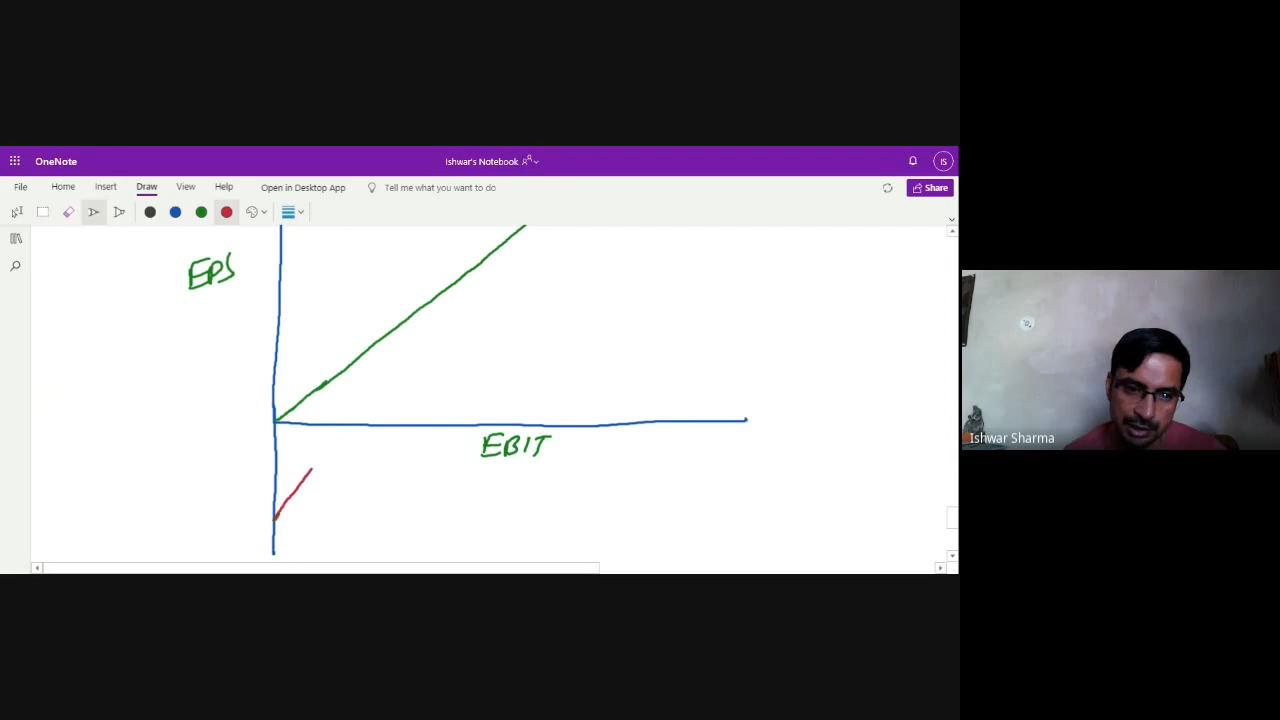 OneNote
Ishwar's Notebook
IS
File Home Insert Draw View Help Open in Desktop App Tell me what you want to do
Share
EPS
EBIT
Ishwar Sharma